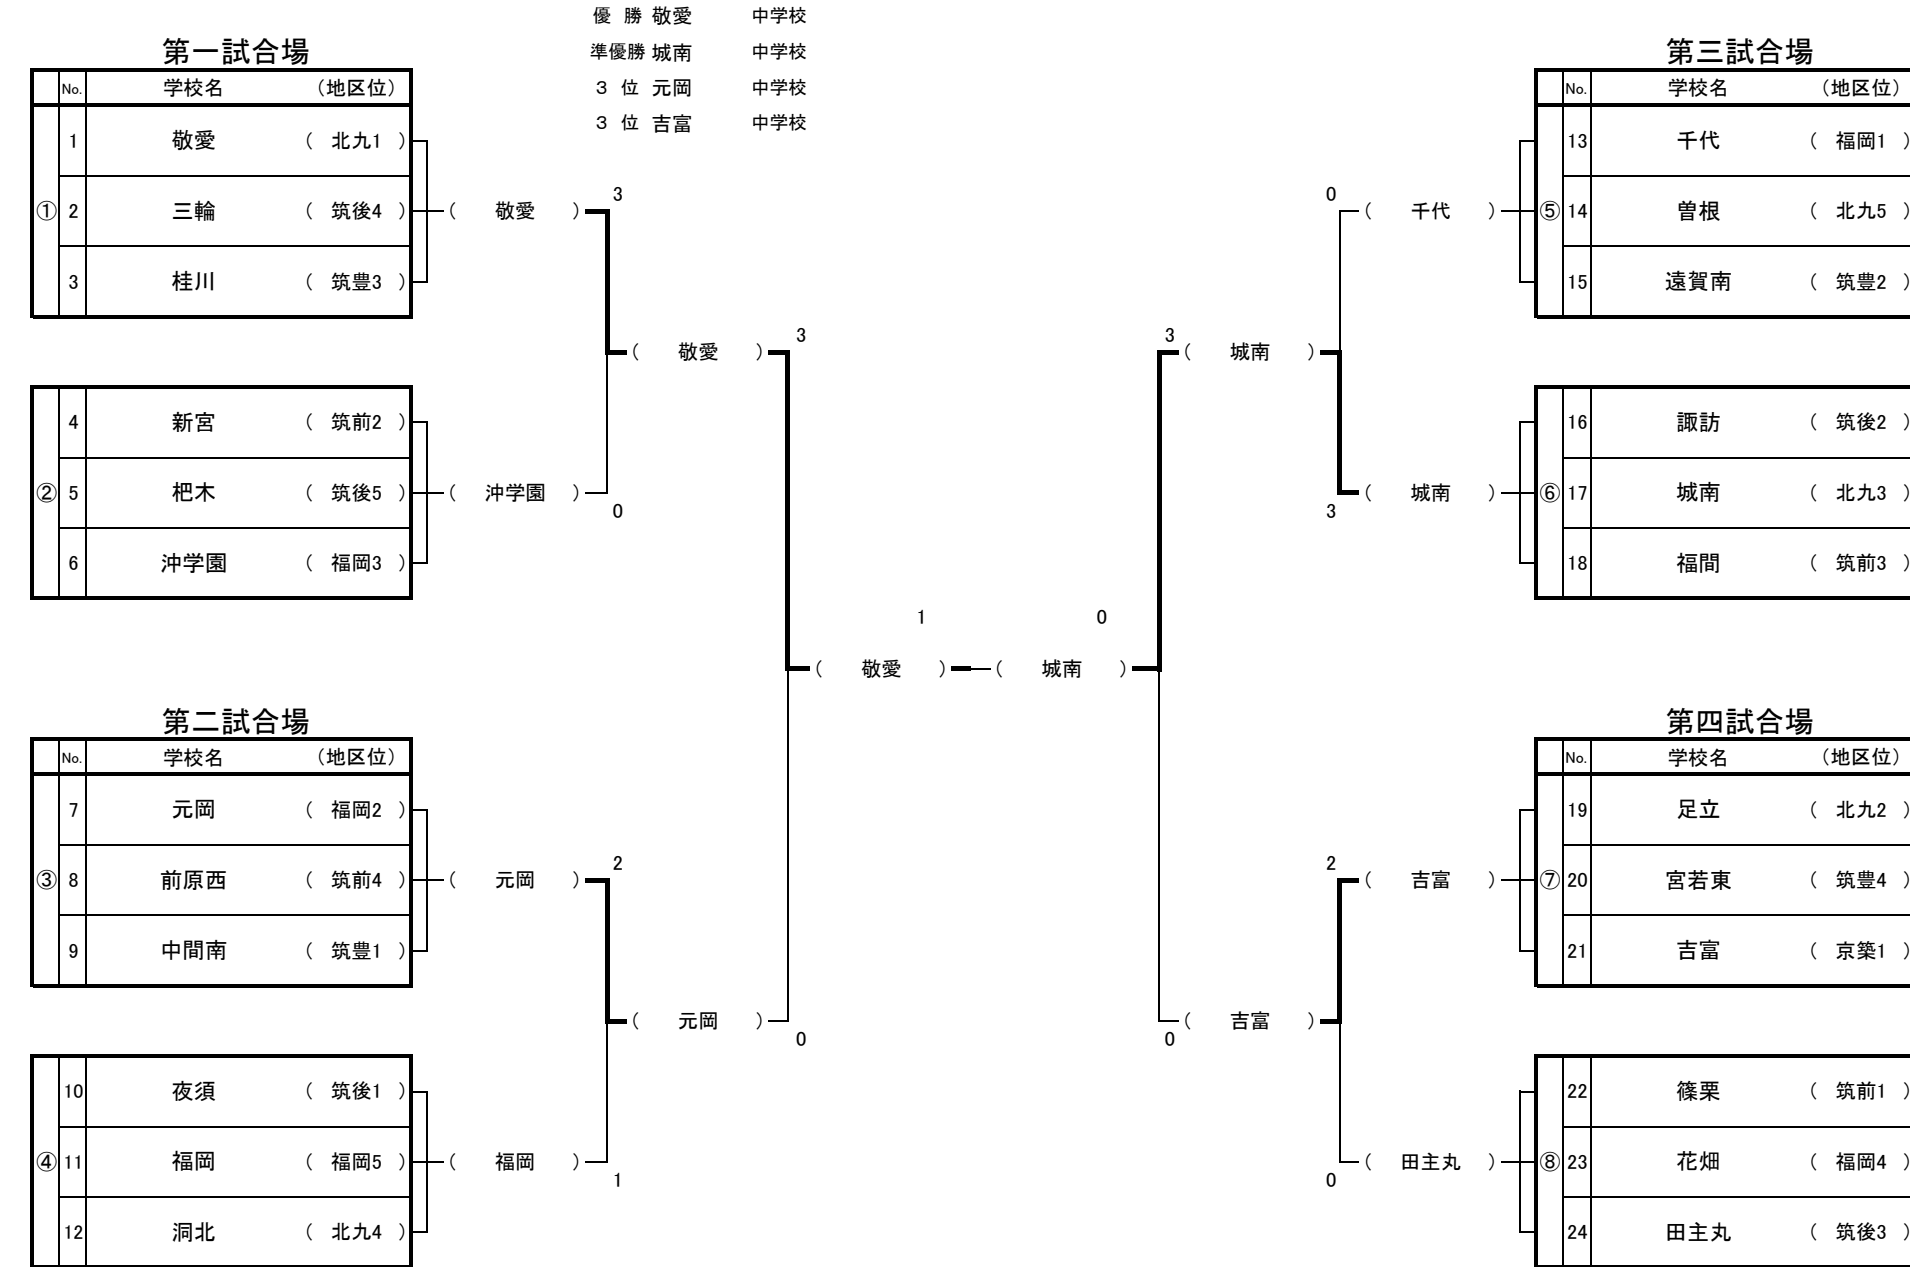 優 勝 敬愛 中学校
準優勝 城南 中学校
３ 位 元岡 中学校
３ 位 吉富 中学校
第一試合場
No. 学校名 （地区位）
①
1 敬愛 （ 北九1 ）
2 三輪 （ 筑後4 ）
3 桂川 （ 筑豊3 ）
（ 敬愛 ）
3
②
4 新宮 （ 筑前2 ）
5 杷木 （ 筑後5 ）
6 沖学園 （ 福岡3 ）
（ 沖学園 ）
0
（ 敬愛 ）
3
第二試合場
No. 学校名 （地区位）
③
7 元岡 （ 福岡2 ）
8 前原西 （ 筑前4 ）
9 中間南 （ 筑豊1 ）
（ 元岡 ）
2
④
10 夜須 （ 筑後1 ）
11 福岡 （ 福岡5 ）
12 洞北 （ 北九4 ）
（ 福岡 ）
1
（ 元岡 ）
0
1 0
（ 敬愛 ） （ 城南 ）
第三試合場
No. 学校名 （地区位）
⑤
13 千代 （ 福岡1 ）
14 曽根 （ 北九5 ）
15 遠賀南 （ 筑豊2 ）
（ 千代 ）
0
⑥
16 諏訪 （ 筑後2 ）
17 城南 （ 北九3 ）
18 福間 （ 筑前3 ）
（ 城南 ）
3
（ 城南 ）
3
第四試合場
No. 学校名 （地区位）
⑦
19 足立 （ 北九2 ）
20 宮若東 （ 筑豊4 ）
21 吉富 （ 京築1 ）
（ 吉富 ）
2
⑧
22 篠栗 （ 筑前1 ）
23 花畑 （ 福岡4 ）
24 田主丸 （ 筑後3 ）
（ 田主丸 ）
0
（ 吉富 ）
0